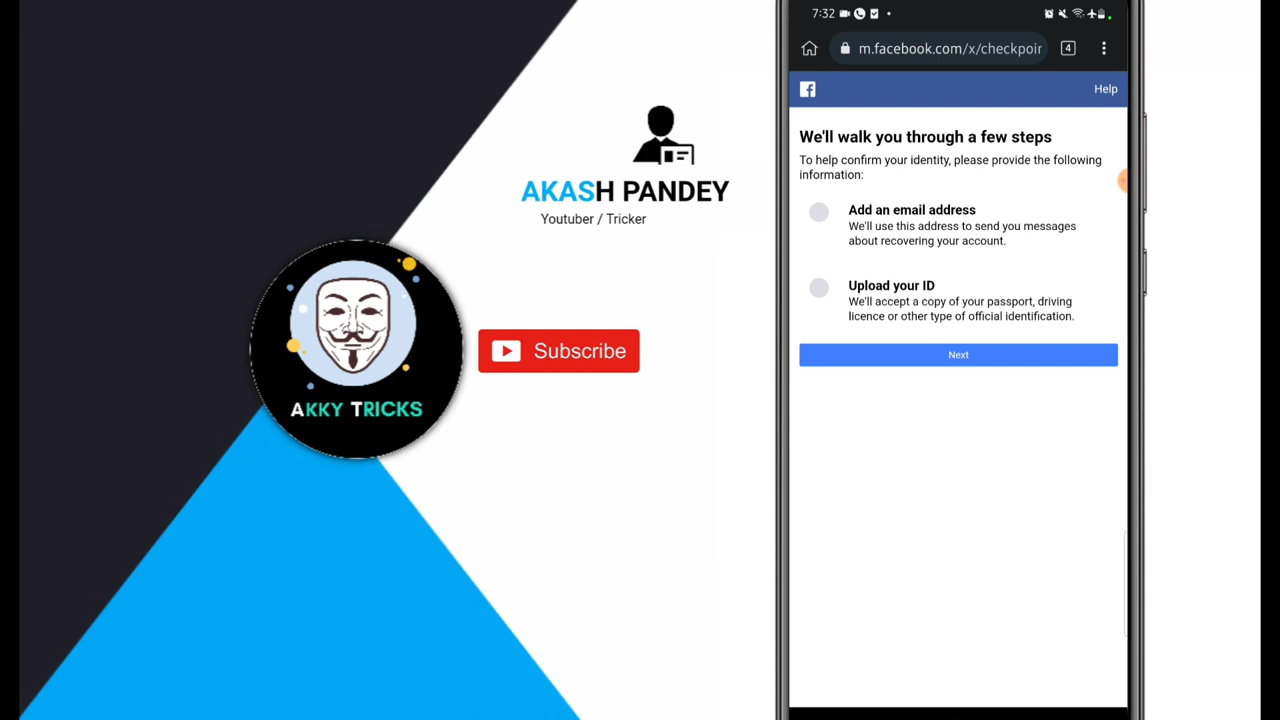 AKASH PANDEY
Youtuber / Tricker
AKKY TRICKS
Subscribe
7:32
m.facebook.com/x/checkpoir
4
Help
We'll walk you through a few steps
To help confirm your identity, please provide the following
information:
Add an email address
We'll use this address to send you messages
about recovering your account.
Upload your ID
We'll accept a copy of your passport, driving
licence or other type of official identification.
Next